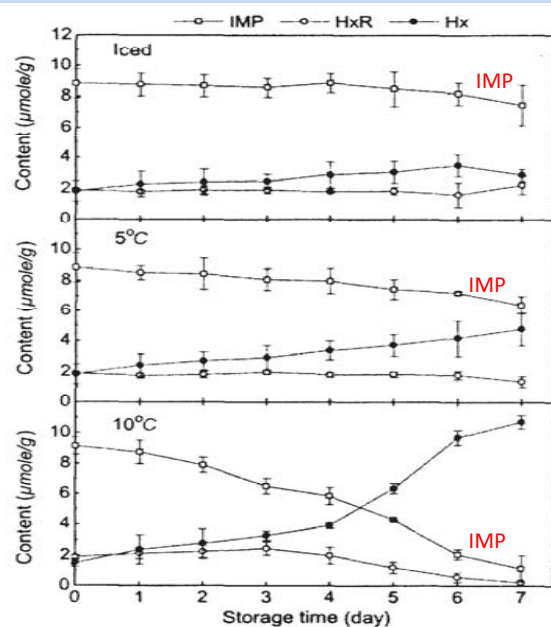 IMP HxR Hx
12
10
8
6
4
2
0
Content (µmole/g)
Iced
IMP
10
8
6
4
2
0
Content (µmole/g)
5°C
IMP
10
8
6
4
2
0
Content (µmole/g)
10°C
IMP
0 1 2 3 4 5 6 7
Storage time (day)